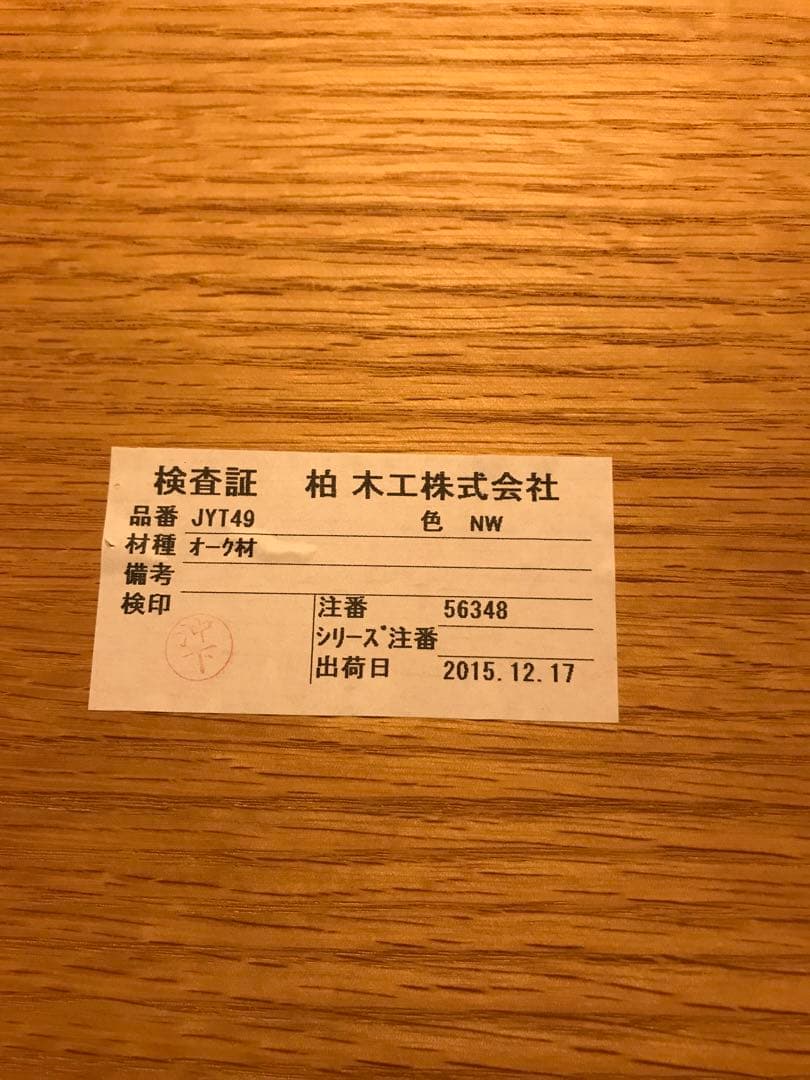 検査証 柏木工株式会社
品番 JYT49 色 NW
材種 オーク材
備考
検印 注番 56348
シリーズ注番
沖下
出荷日 2015.12.17